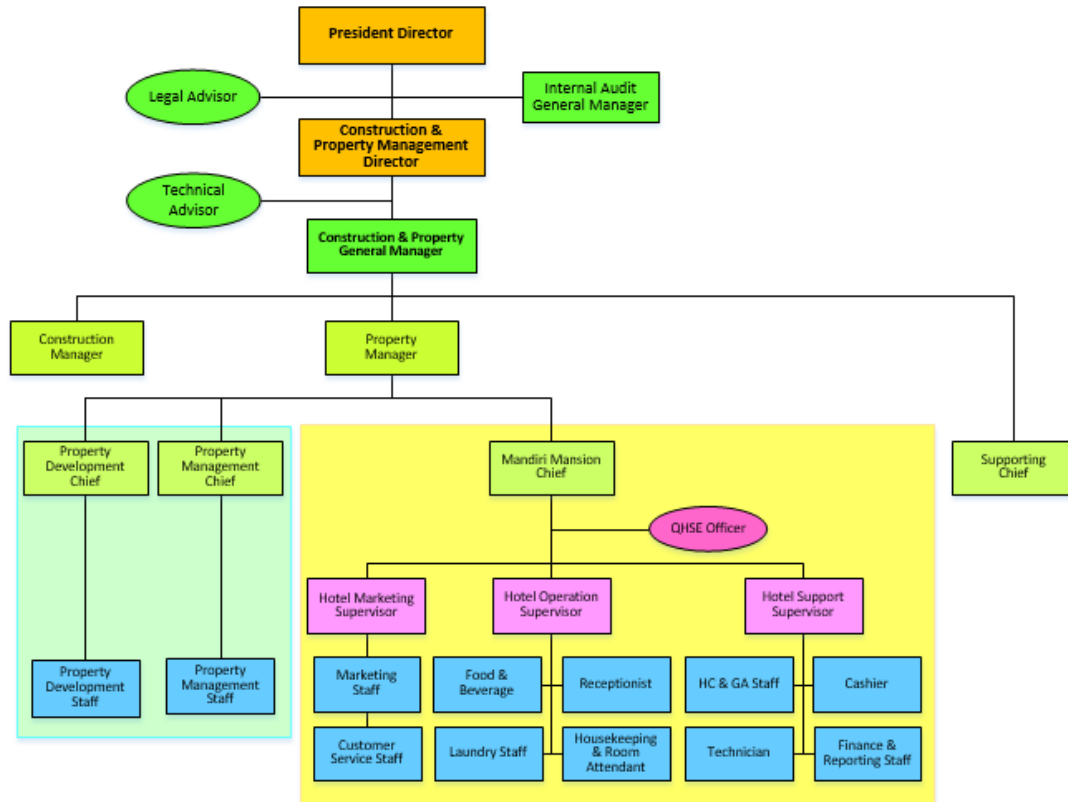 President Director
Legal Advisor
Internal Audit
General Manager
Construction &
Property Management
Director
Technical
Advisor
Construction & Property
General Manager
Construction
Manager
Property
Manager
Property
Development
Chief
Property
Management
Chief
Mandiri Mansion
Chief
Supporting
Chief
QHSE Officer
Hotel Marketing
Supervisor
Hotel Operation
Supervisor
Hotel Support
Supervisor
Property
Development
Staff
Property
Management
Staff
Marketing
Staff
Food &
Beverage
Receptionist
HC & GA Staff
Cashier
Customer
Service Staff
Laundry Staff
Housekeeping
& Room
Attendant
Technician
Finance &
Reporting Staff